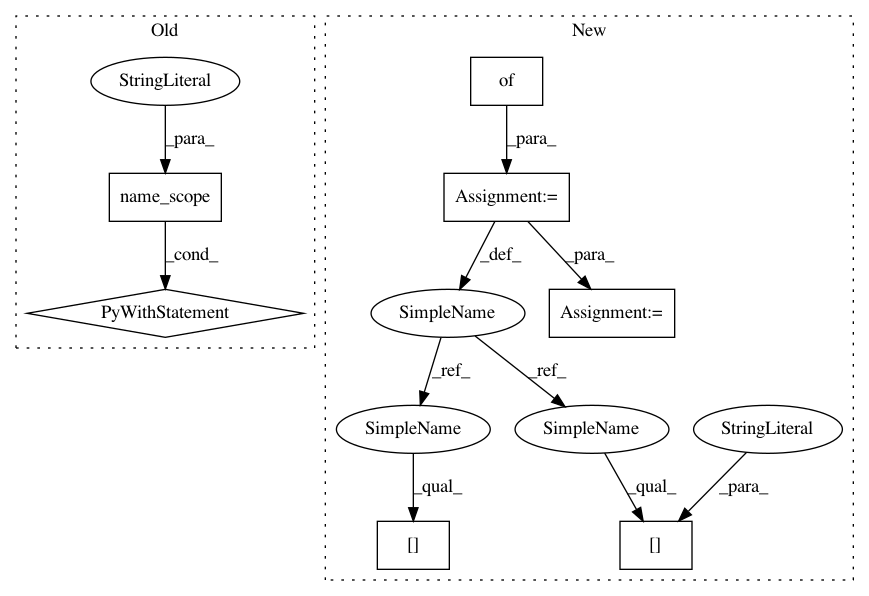 Old
New
StringLiteral
of
_para_
_para_
name_scope
Assignment:=
_cond_
_def_
_para_
PyWithStatement
SimpleName
Assignment:=
_ref_
_ref_
SimpleName
SimpleName
StringLiteral
_qual_
_qual_
_para_
[]
[]